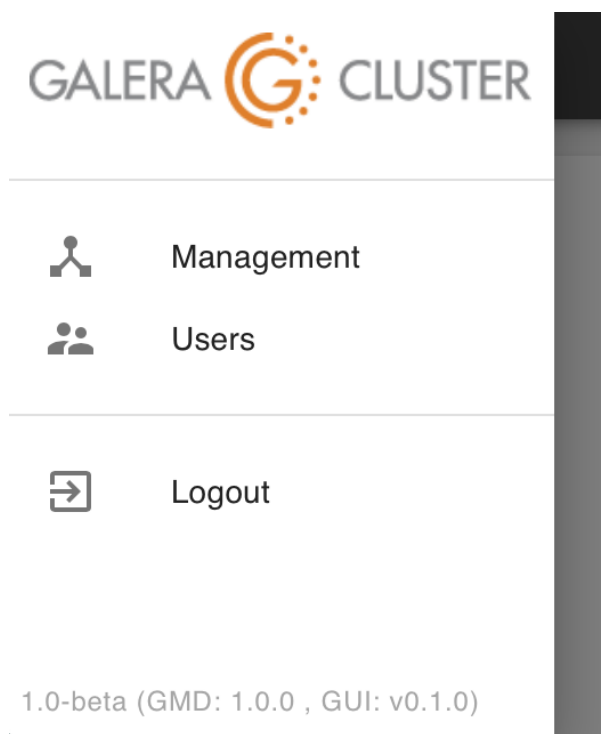 GALERA G CLUSTER
Management
Users
Logout
1.0-beta (GMD: 1.0.0 , GUI: v0.1.0)